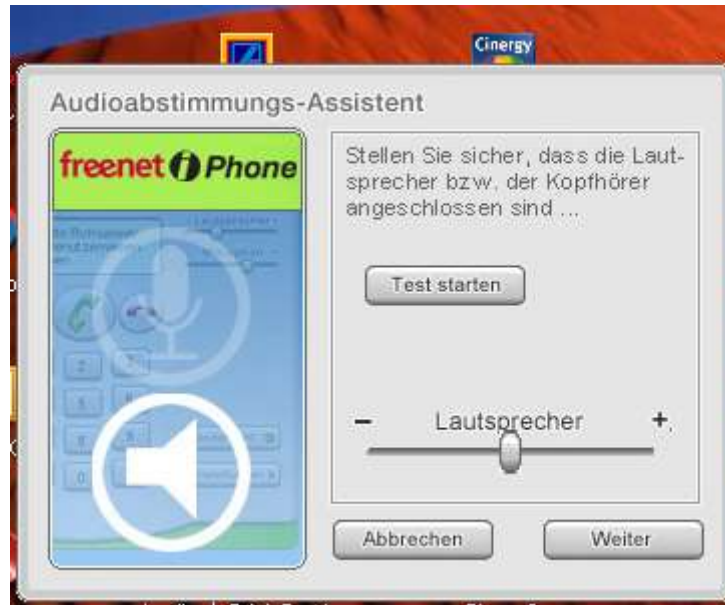 Cinergy
Audioabstimmungs-Assistent
freenet iPhone
Stellen Sie sicher, dass die Laut-
sprecher bzw. der Kopfhörer
angeschlossen sind ...
Test starten
– Lautsprecher +
Abbrechen
Weiter